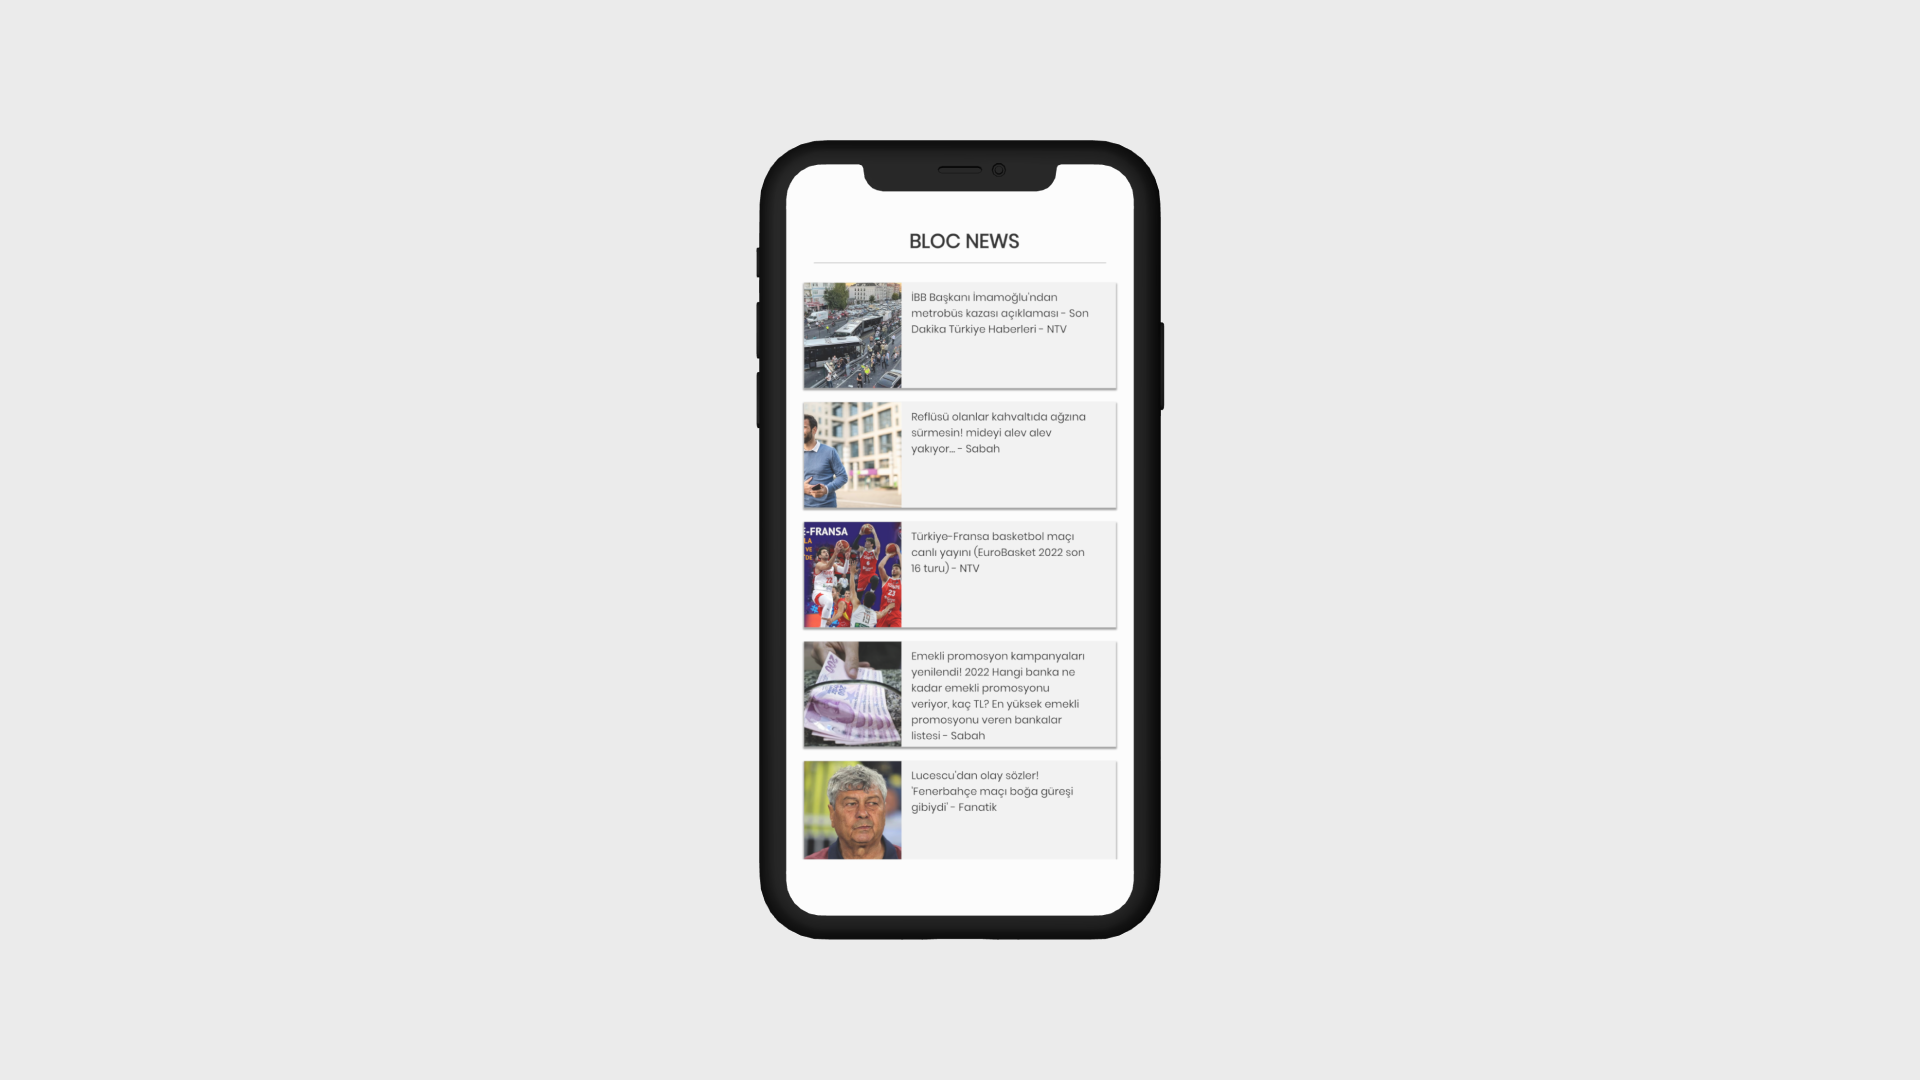 BLOC NEWS
İBB Başkanı İmamoğlu'ndan
metrobüs kazası açıklaması - Son
Dakika Türkiye Haberleri - NTV
Reflüsü olanlar kahvaltıda ağzına
sürmesin! mideyi alev alev
yakıyor... - Sabah
E-FRANSA
Türkiye-Fransa basketbol maçı
canlı yayını (EuroBasket 2022 son
16 turu) - NTV
200
Emekli promosyon kampanyaları
yenilendi! 2022 Hangi banka ne
kadar emekli promosyonu
veriyor, kaç TL? En yüksek emekli
promosyonu veren bankalar
listesi - Sabah
Lucescu'dan olay sözler!
'Fenerbahçe maçı boğa güreşi
gibiydi' - Fanatik